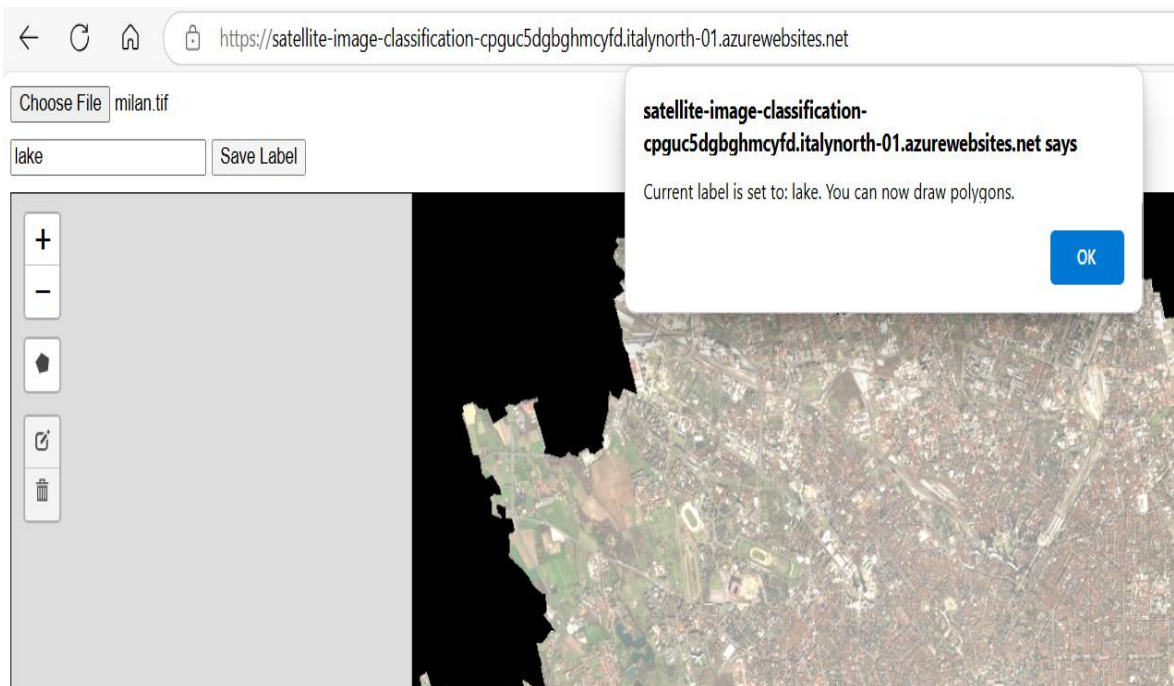 https://satellite-image-classification-cpguc5dgbghmcyfd.italynorth-01.azurewebsites.net
Choose File milan.tif
lake Save Label
satellite-image-classification-
cpguc5dgbghmcyfd.italynorth-01.azurewebsites.net says
Current label is set to: lake. You can now draw polygons.
OK
+
−